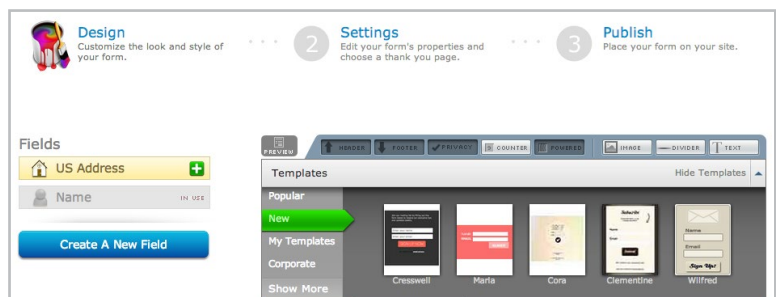 Design
Customize the look and style of
your form.
2
Settings
Edit your form's properties and
choose a thank you page.
3
Publish
Place your form on your site.
Fields
US Address
Name
IN USE
Create A New Field
PREVIEW
HEADER
FOOTER
PRIVACY
COUNTER
POWERED
IMAGE
DIVIDER
TEXT
Templates
Hide Templates
Popular
New
My Templates
Corporate
Show More
Cresswell
Marla
Cora
Subscribe
Clementine
Name
Email
Sign Up!
Wilfred